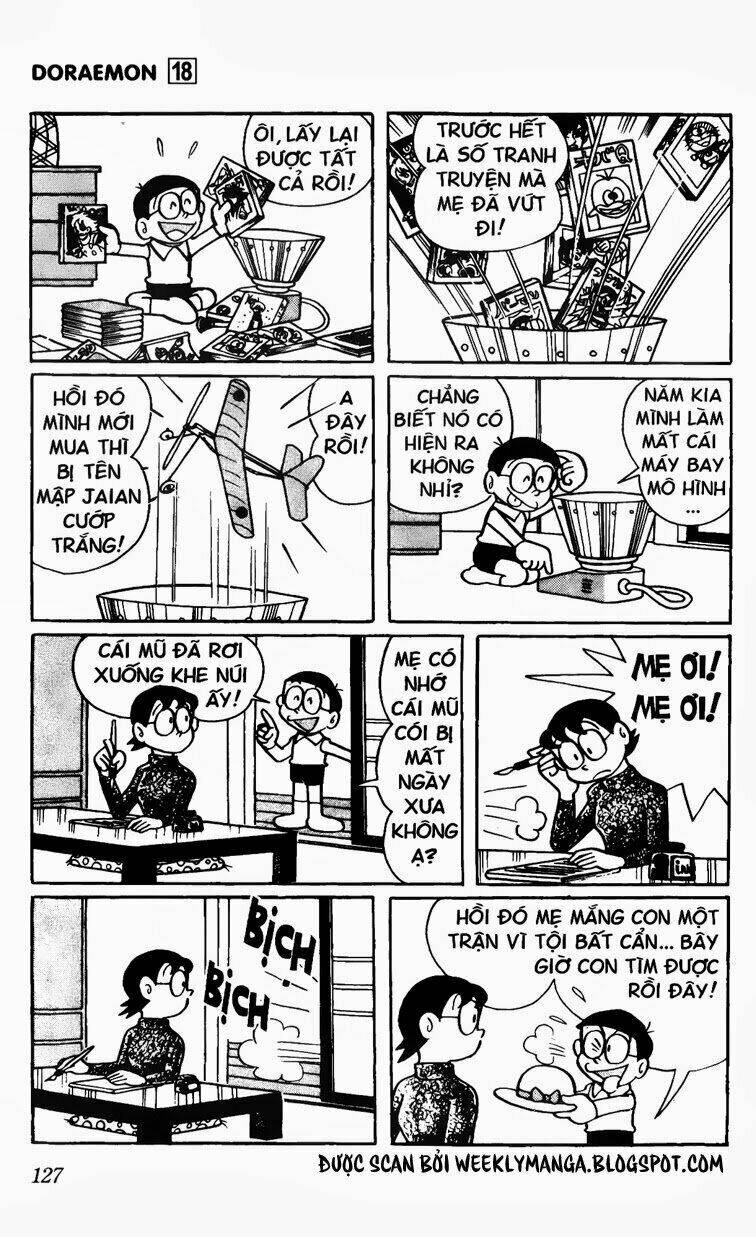 DORAEMON 18
TRƯỚC HẾT
LÀ SỐ TRANH
TRUYỆN MÀ
MẸ ĐÃ VỨT
ĐI!
ÔI, LẤY LẠI
ĐƯỢC TẤT
CẢ RỒI!
NĂM KIA
MÌNH LÀM
MẤT CÁI
MÁY BAY
MÔ HÌNH
...
CHẲNG
BIẾT NÓ CÓ
HIỆN RA
KHÔNG
NHỈ?
A
ĐÂY
RỒI!
HỒI ĐÓ
MÌNH MỚI
MUA THÌ
BỊ TÊN
MẬP JAIAN
CƯỚP
TRẮNG!
MẸ ƠI!
MẸ ƠI!
ink
MẸ CÓ
NHỚ
CÁI MŨ
CÓI BỊ
MẤT
NGÀY
XƯA
KHÔNG
Ạ?
CÁI MŨ ĐÃ RƠI
XUỐNG KHE NÚI
ẤY!
HỒI ĐÓ MẸ MẮNG CON MỘT
TRẬN VÌ TỘI BẤT CẨN... BÂY
GIỜ CON TÌM ĐƯỢC
RỒI ĐÂY!
BỊCH
BỊCH
ĐƯỢC SCAN BỞI WEEKLYMANGA.BLOGSPOT.COM
127